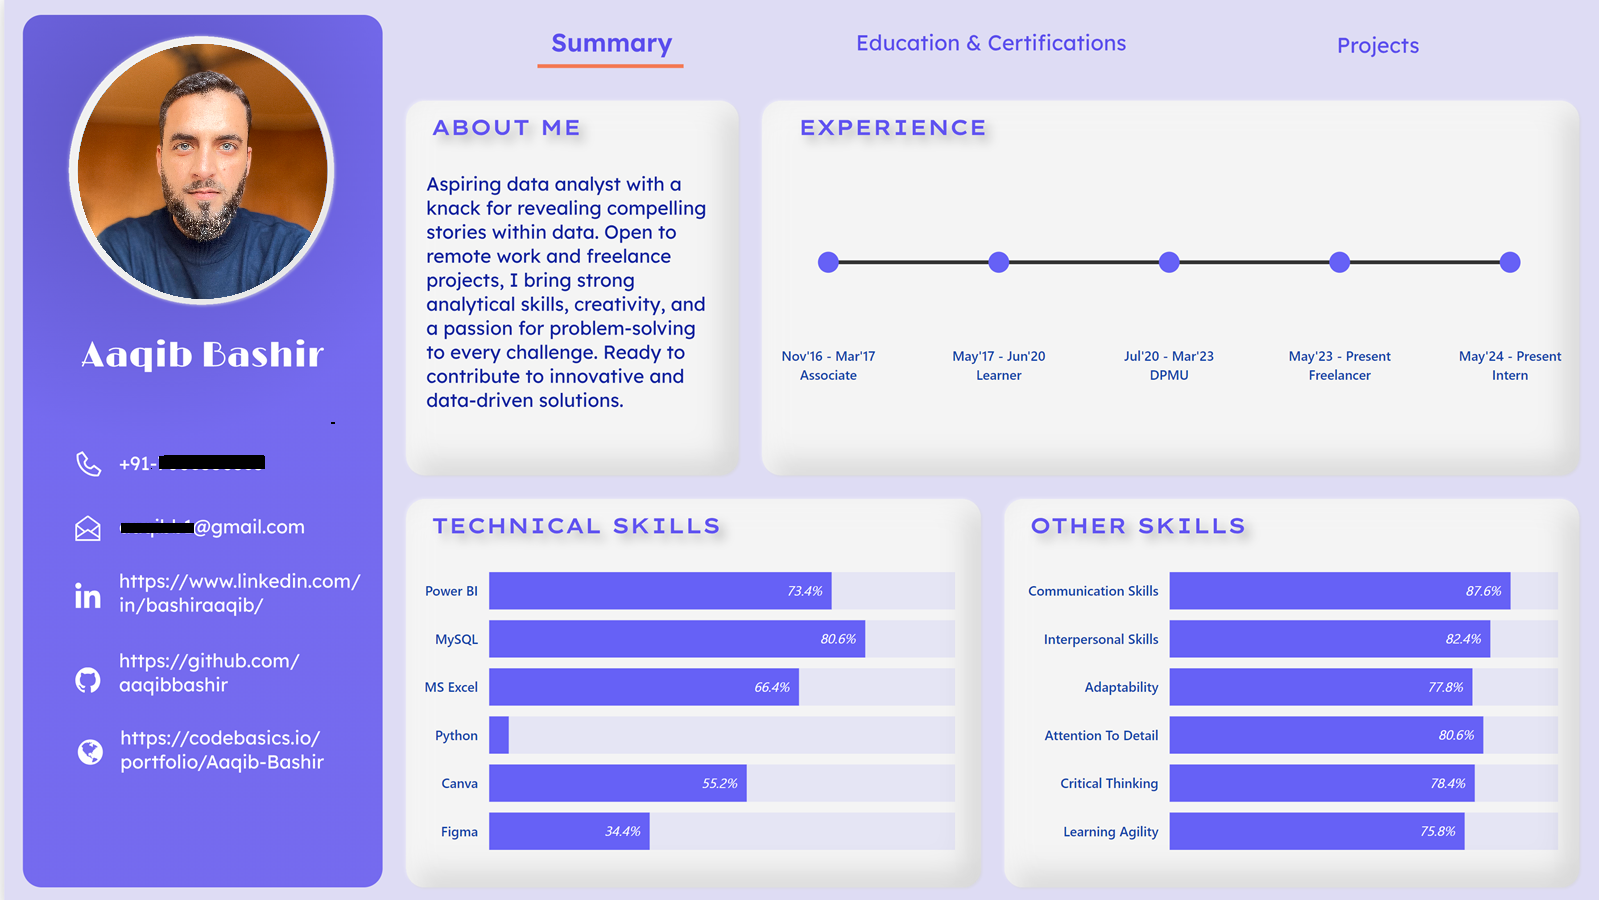 Summary
Education & Certifications
Projects
Aaqib Bashir
+91-
@gmail.com
https://www.linkedin.com/
in/bashiraaqib/
https://github.com/
aaqibbashir
https://codebasics.io/
portfolio/Aaqib-Bashir
ABOUT ME
Aspiring data analyst with a
knack for revealing compelling
stories within data. Open to
remote work and freelance
projects, I bring strong
analytical skills, creativity, and
a passion for problem-solving
to every challenge. Ready to
contribute to innovative and
data-driven solutions.
EXPERIENCE
Nov'16 - Mar'17
Associate
May'17 - Jun'20
Learner
Jul'20 - Mar'23
DPMU
May'23 - Present
Freelancer
May'24 - Present
Intern
TECHNICAL SKILLS
Power BI 73.4%
MySQL 80.6%
MS Excel 66.4%
Python
Canva 55.2%
Figma 34.4%
OTHER SKILLS
Communication Skills 87.6%
Interpersonal Skills 82.4%
Adaptability 77.8%
Attention To Detail 80.6%
Critical Thinking 78.4%
Learning Agility 75.8%